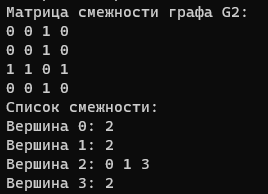 Матрица смежности графа G2:
0 0 1 0
0 0 1 0
1 1 0 1
0 0 1 0
Список смежности:
Вершина 0: 2
Вершина 1: 2
Вершина 2: 0 1 3
Вершина 3: 2